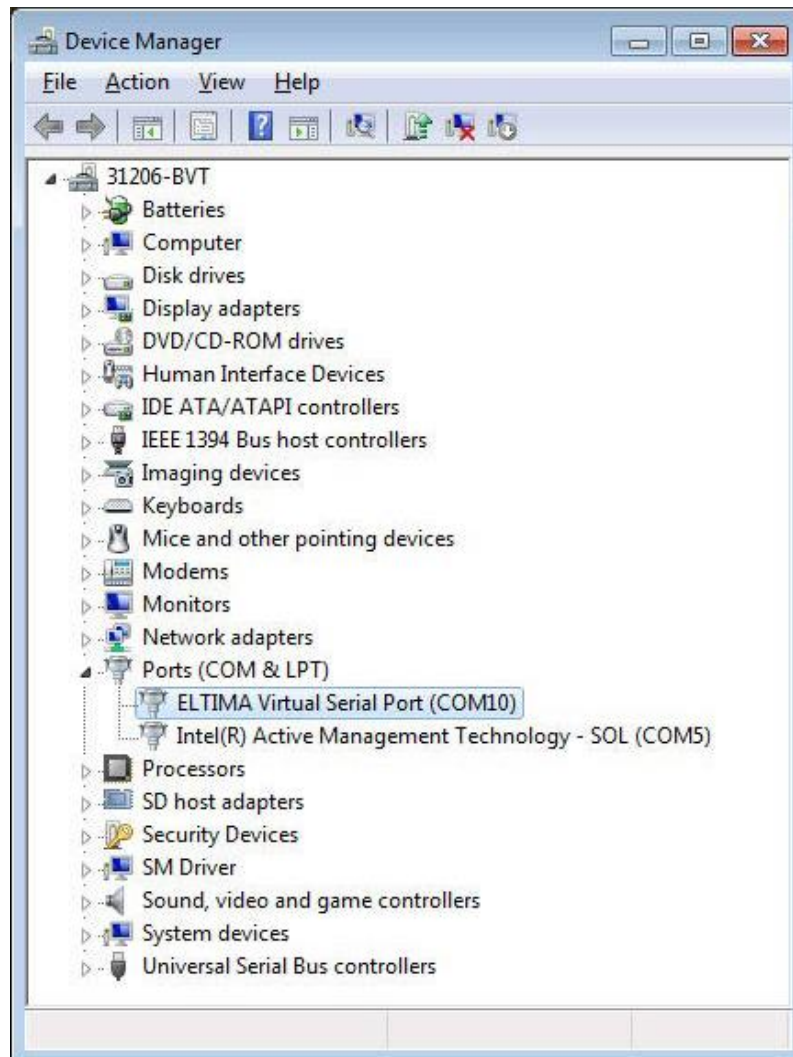 Device Manager
File Action View Help
31206-BVT
Batteries
Computer
Disk drives
Display adapters
DVD/CD-ROM drives
Human Interface Devices
IDE ATA/ATAPI controllers
IEEE 1394 Bus host controllers
Imaging devices
Keyboards
Mice and other pointing devices
Modems
Monitors
Network adapters
Ports (COM & LPT)
ELTIMA Virtual Serial Port (COM10)
Intel(R) Active Management Technology - SOL (COM5)
Processors
SD host adapters
Security Devices
SM Driver
Sound, video and game controllers
System devices
Universal Serial Bus controllers